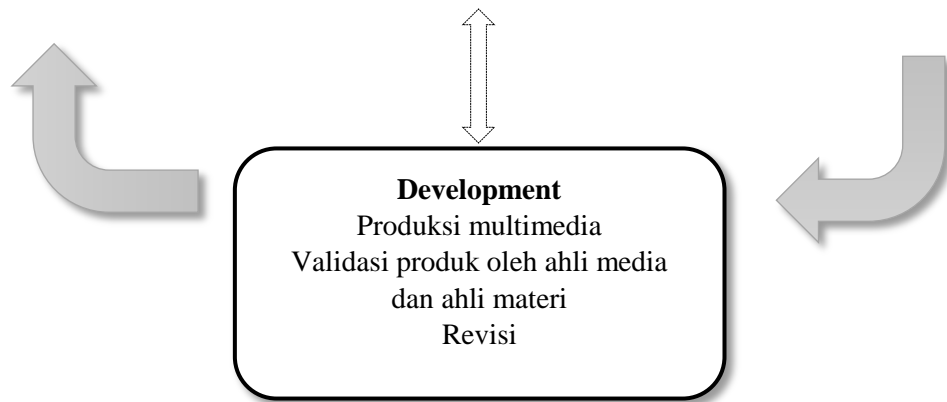 Development
Produksi multimedia
Validasi produk oleh ahli media
dan ahli materi
Revisi